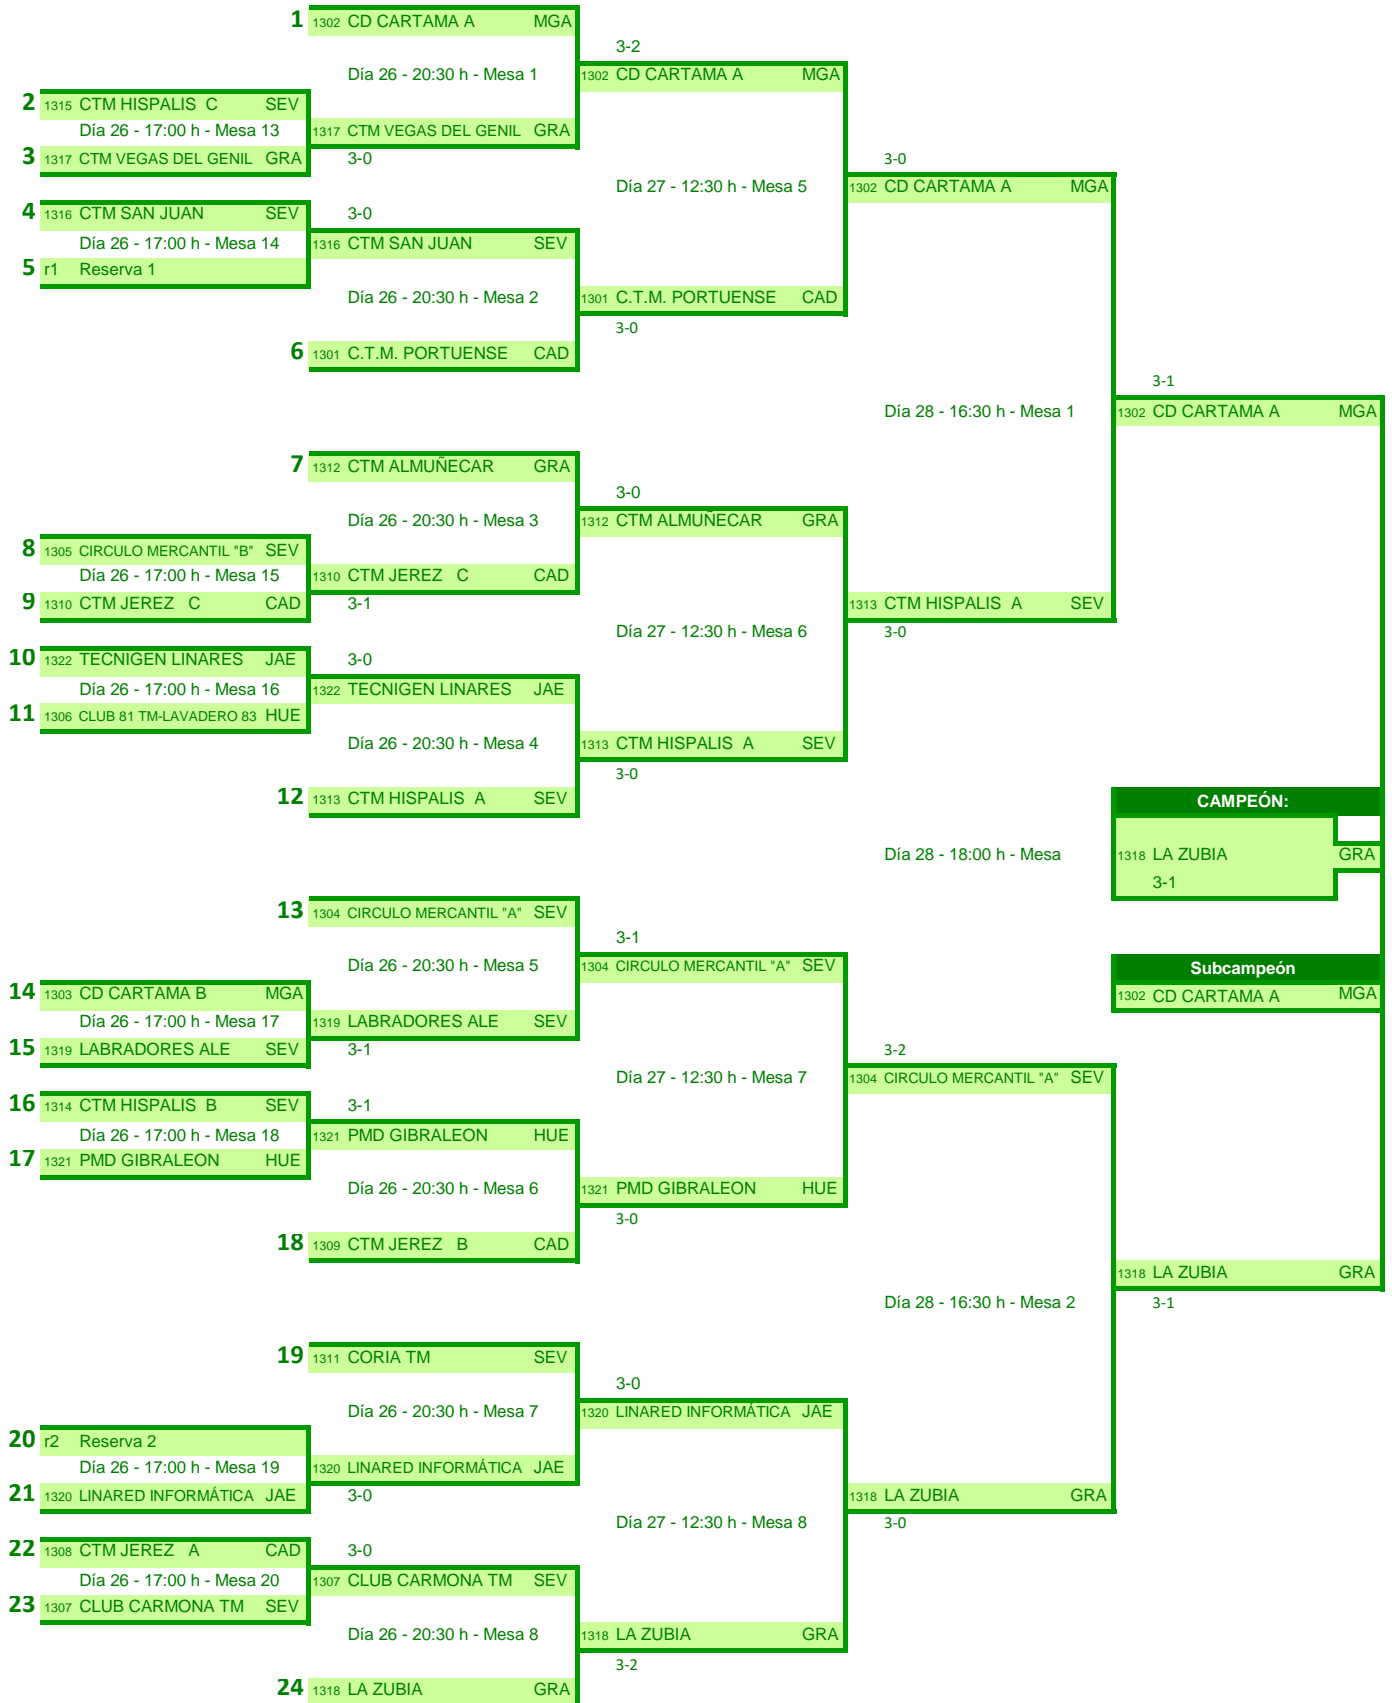 1 1302 CD CARTAMA A MGA
3-2
Día 26 - 20:30 h - Mesa 1
1302 CD CARTAMA A MGA
2 1315 CTM HISPALIS C SEV
Día 26 - 17:00 h - Mesa 13
1317 CTM VEGAS DEL GENIL GRA
3 1317 CTM VEGAS DEL GENIL GRA
3-0
3-0
Día 27 - 12:30 h - Mesa 5
1302 CD CARTAMA A MGA
4 1316 CTM SAN JUAN SEV
3-0
Día 26 - 17:00 h - Mesa 14
1316 CTM SAN JUAN SEV
5 r1 Reserva 1
Día 26 - 20:30 h - Mesa 2
1301 C.T.M. PORTUENSE CAD
3-0
6 1301 C.T.M. PORTUENSE CAD
3-1
Día 28 - 16:30 h - Mesa 1
1302 CD CARTAMA A MGA
7 1312 CTM ALMUÑECAR GRA
3-0
Día 26 - 20:30 h - Mesa 3
1312 CTM ALMUÑECAR GRA
8 1305 CIRCULO MERCANTIL "B" SEV
Día 26 - 17:00 h - Mesa 15
1310 CTM JEREZ C CAD
9 1310 CTM JEREZ C CAD
3-1
1313 CTM HISPALIS A SEV
Día 27 - 12:30 h - Mesa 6
3-0
10 1322 TECNIGEN LINARES JAE
3-0
Día 26 - 17:00 h - Mesa 16
1322 TECNIGEN LINARES JAE
11 1306 CLUB 81 TM-LAVADERO 83 HUE
Día 26 - 20:30 h - Mesa 4
1313 CTM HISPALIS A SEV
3-0
12 1313 CTM HISPALIS A SEV
CAMPEÓN:
Día 28 - 18:00 h - Mesa
1318 LA ZUBIA GRA
3-1
13 1304 CIRCULO MERCANTIL "A" SEV
3-1
Día 26 - 20:30 h - Mesa 5
1304 CIRCULO MERCANTIL "A" SEV
Subcampeón
1302 CD CARTAMA A MGA
14 1303 CD CARTAMA B MGA
Día 26 - 17:00 h - Mesa 17
1319 LABRADORES ALE SEV
15 1319 LABRADORES ALE SEV
3-1
3-2
Día 27 - 12:30 h - Mesa 7
1304 CIRCULO MERCANTIL "A" SEV
16 1314 CTM HISPALIS B SEV
3-1
Día 26 - 17:00 h - Mesa 18
1321 PMD GIBRALEON HUE
17 1321 PMD GIBRALEON HUE
Día 26 - 20:30 h - Mesa 6
1321 PMD GIBRALEON HUE
3-0
18 1309 CTM JEREZ B CAD
1318 LA ZUBIA GRA
Día 28 - 16:30 h - Mesa 2
3-1
19 1311 CORIA TM SEV
3-0
Día 26 - 20:30 h - Mesa 7
1320 LINARED INFORMÁTICA JAE
20 r2 Reserva 2
Día 26 - 17:00 h - Mesa 19
1320 LINARED INFORMÁTICA JAE
21 1320 LINARED INFORMÁTICA JAE
3-0
1318 LA ZUBIA GRA
Día 27 - 12:30 h - Mesa 8
3-0
22 1308 CTM JEREZ A CAD
3-0
Día 26 - 17:00 h - Mesa 20
1307 CLUB CARMONA TM SEV
23 1307 CLUB CARMONA TM SEV
Día 26 - 20:30 h - Mesa 8
1318 LA ZUBIA GRA
3-2
24 1318 LA ZUBIA GRA